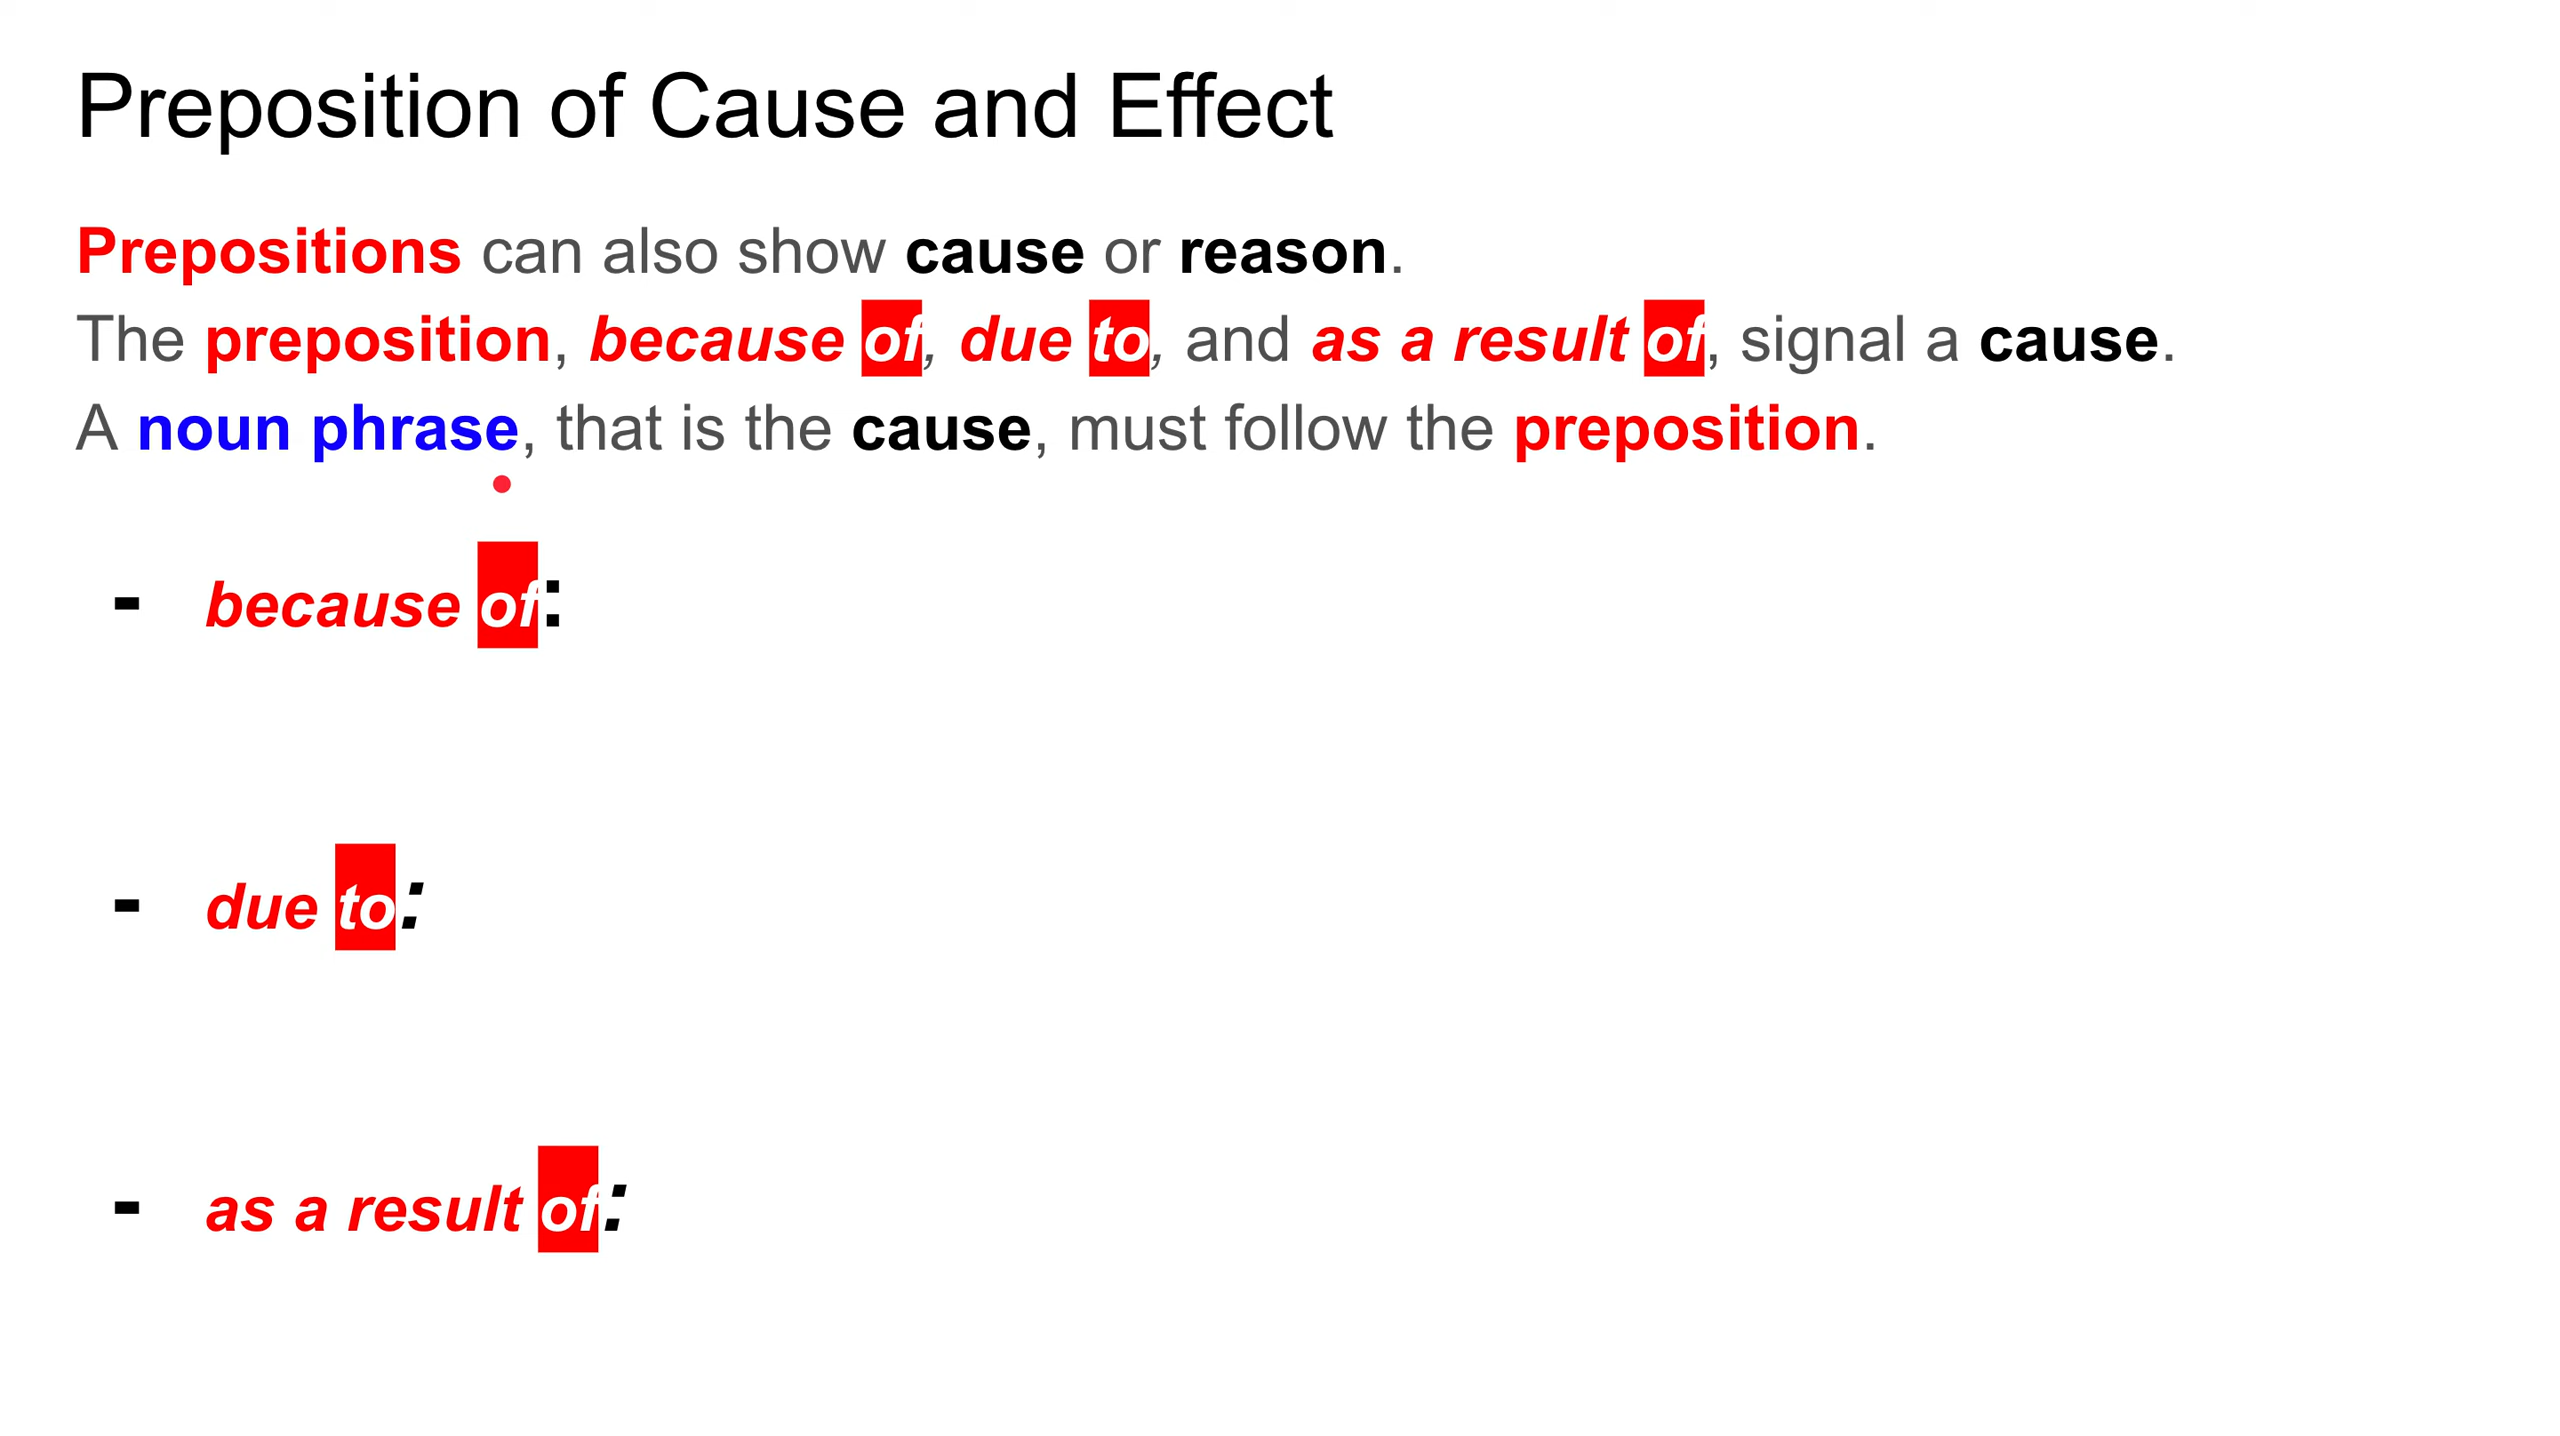 Preposition of Cause and Effect
Prepositions can also show cause or reason.
The preposition, because of, due to, and as a result of, signal a cause.
A noun phrase, that is the cause, must follow the preposition.
- because of:
- due to:
- as a result of: